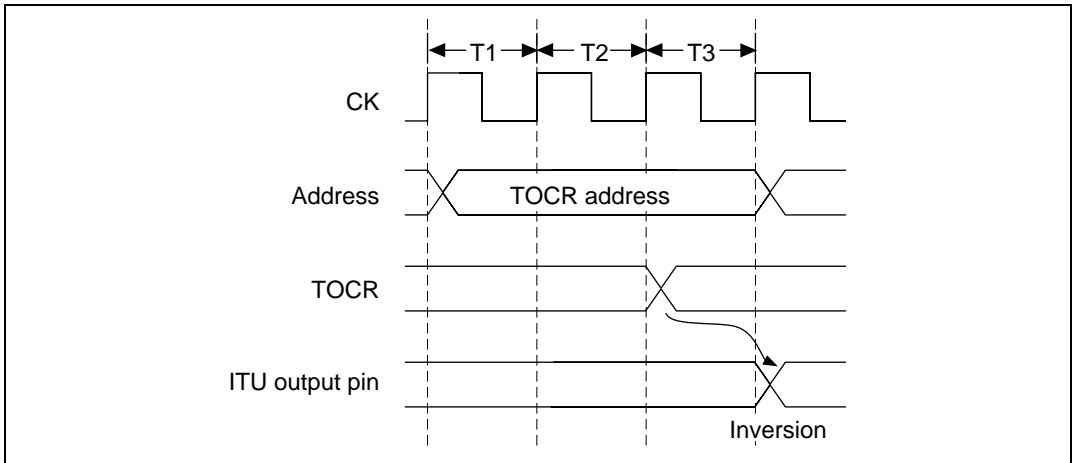 T1 T2 T3
CK
Address TOCR address
TOCR
ITU output pin
Inversion